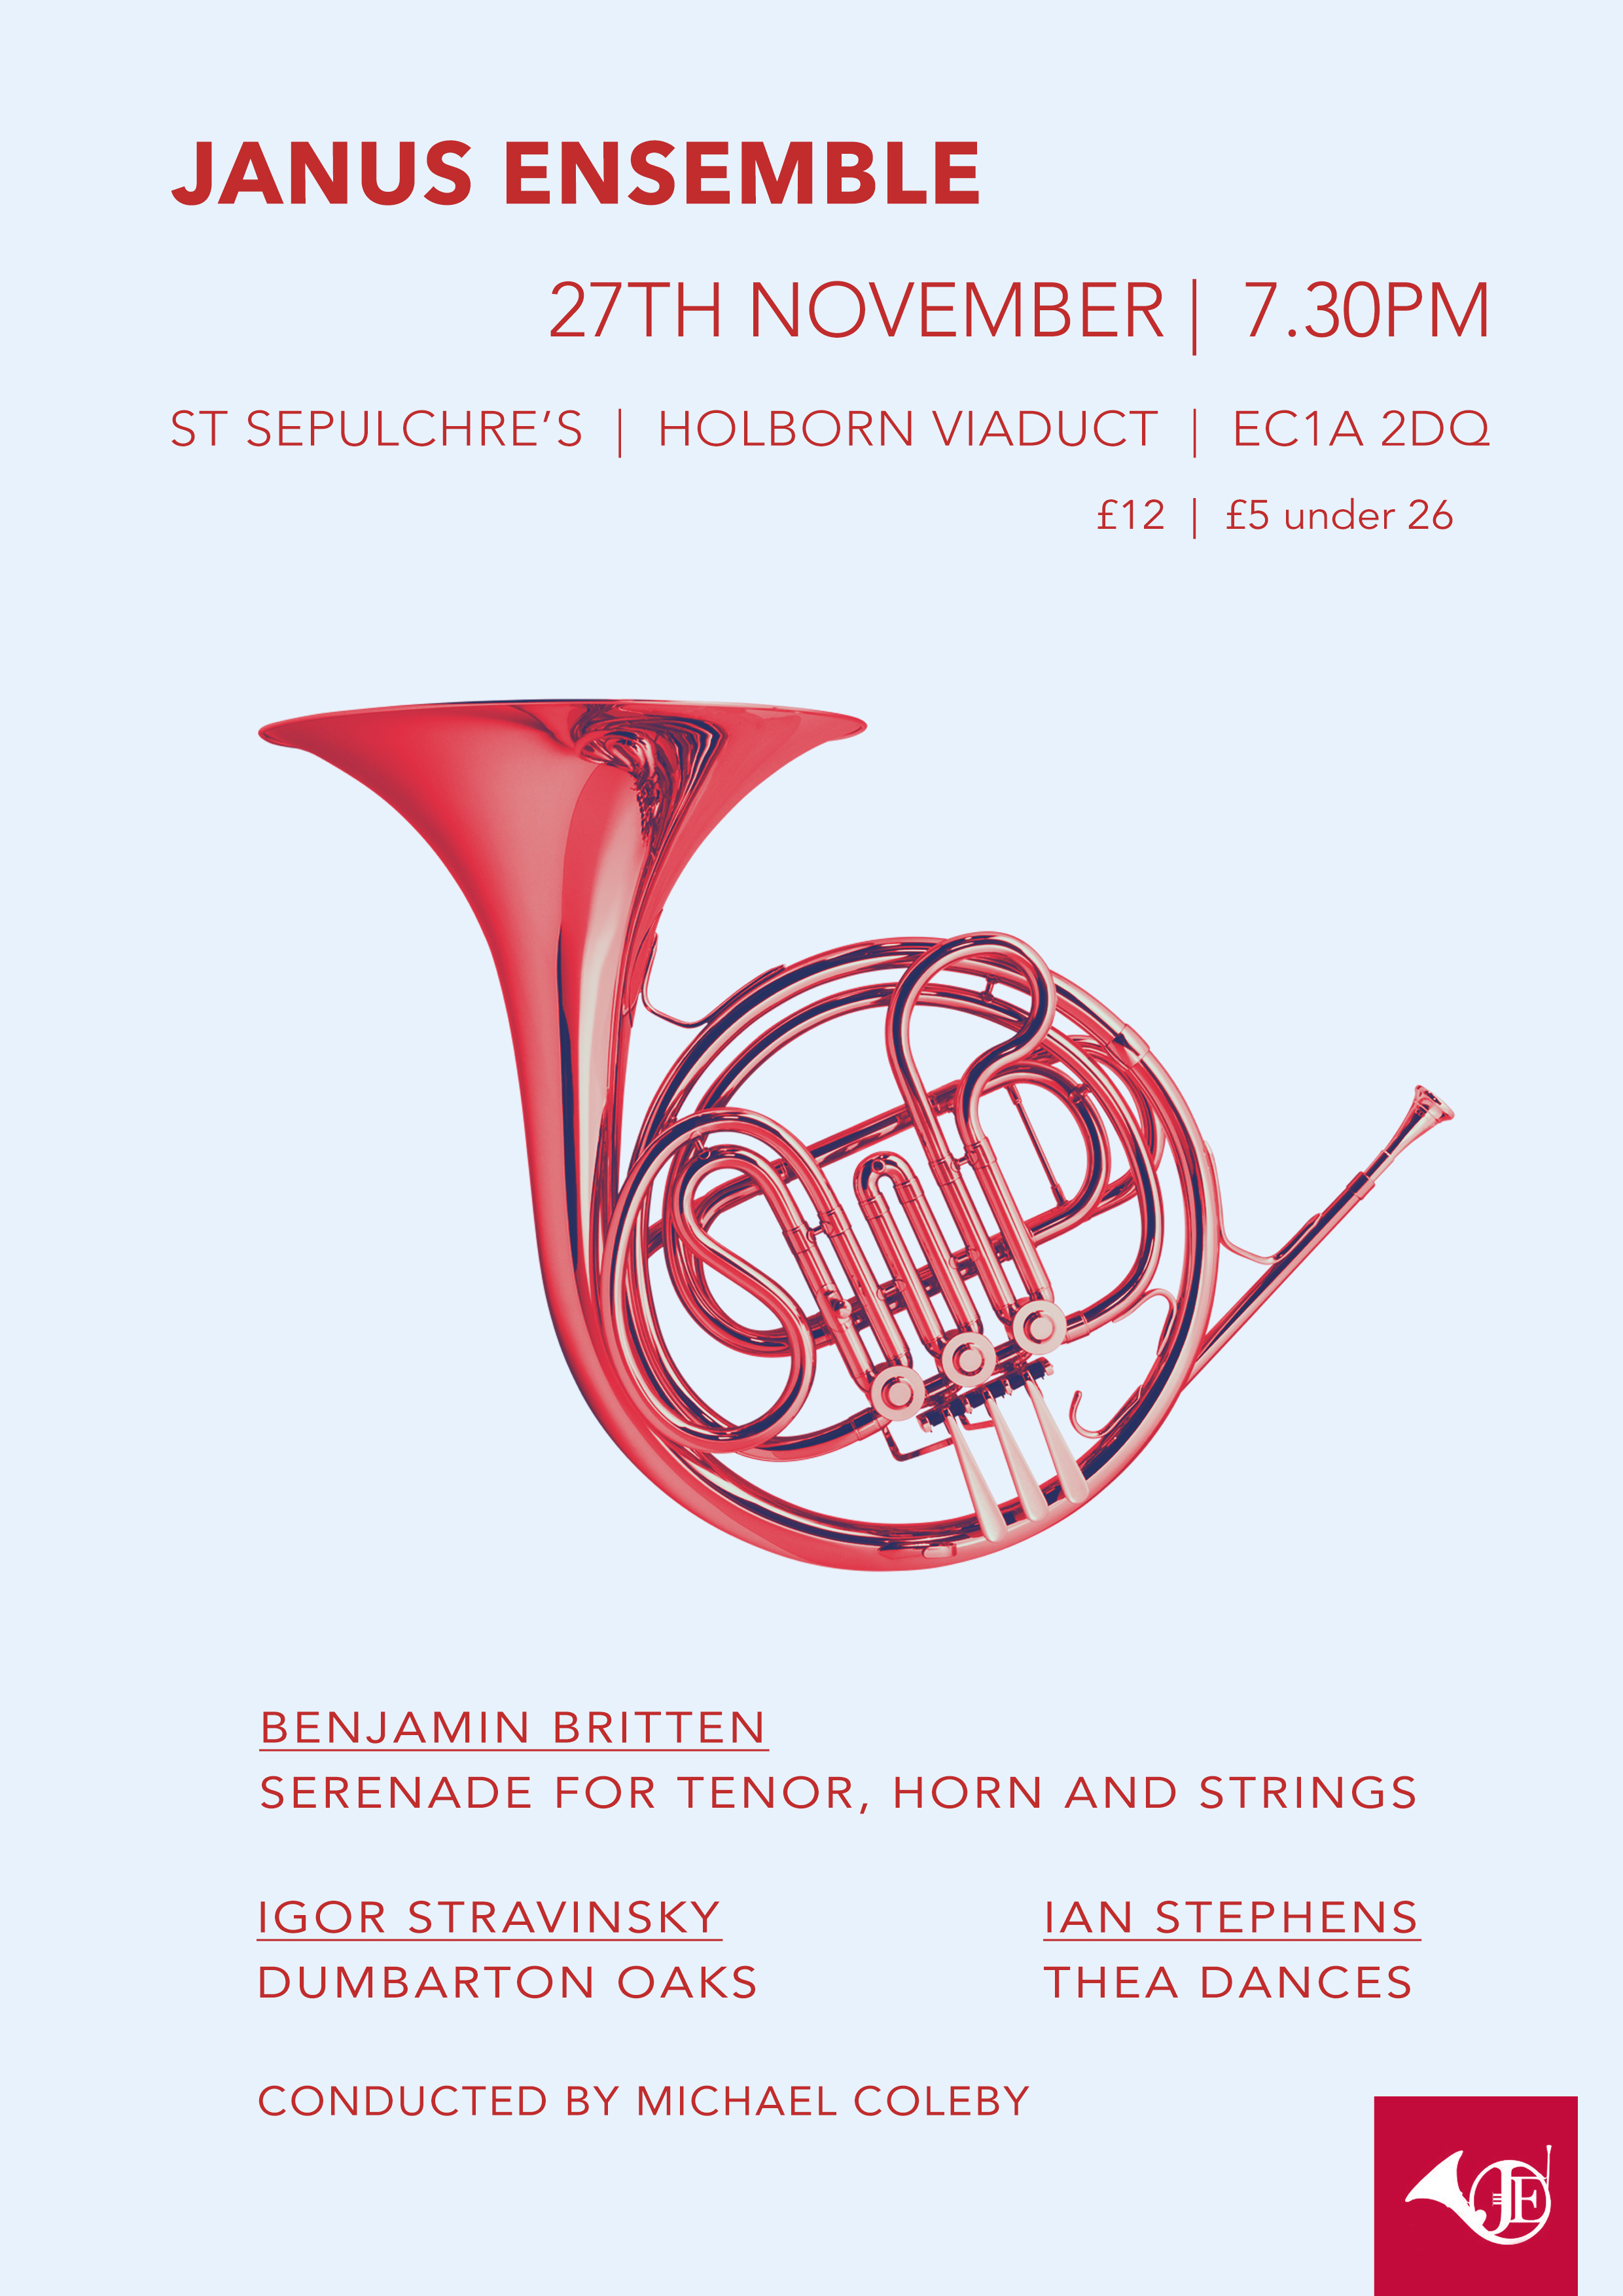 JANUS ENSEMBLE
27TH NOVEMBER | 7.30PM
ST SEPULCHRE’S | HOLBORN VIADUCT | EC1A 2DQ
£12 | £5 under 26
BENJAMIN BRITTEN
SERENADE FOR TENOR, HORN AND STRINGS
IGOR STRAVINSKY
DUMBARTON OAKS
IAN STEPHENS
THEA DANCES
CONDUCTED BY MICHAEL COLEBY
JE